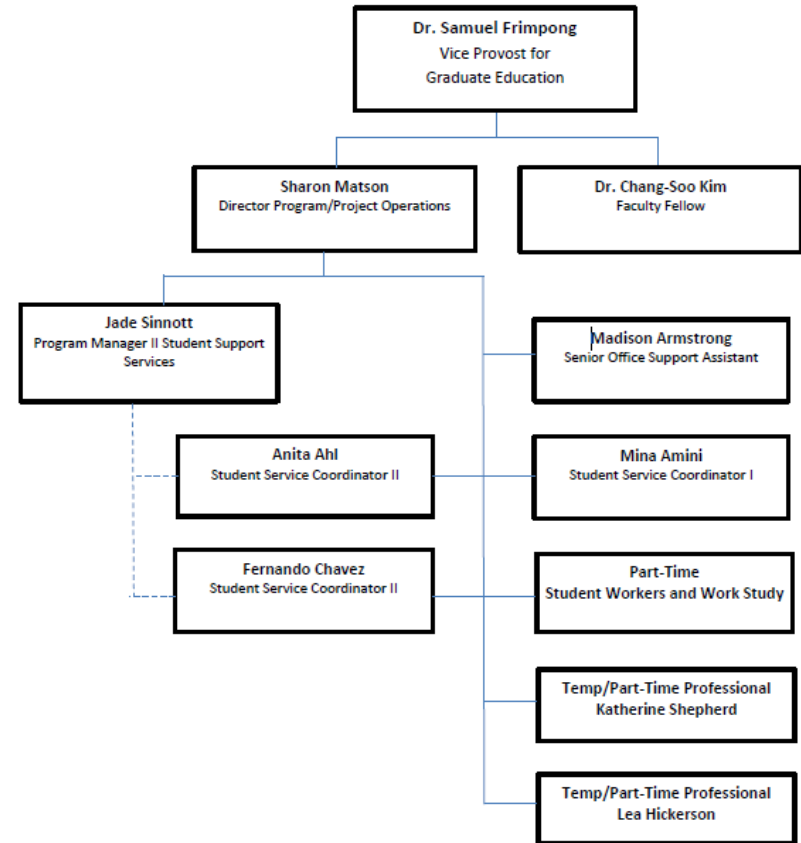 Dr. Samuel Frimpong
Vice Provost for
Graduate Education
Sharon Matson
Director Program/Project Operations
Dr. Chang-Soo Kim
Faculty Fellow
Jade Sinnott
Program Manager II Student Support
Services
Madison Armstrong
Senior Office Support Assistant
Anita Ahl
Student Service Coordinator II
Mina Amini
Student Service Coordinator I
Fernando Chavez
Student Service Coordinator II
Part-Time
Student Workers and Work Study
Temp/Part-Time Professional
Katherine Shepherd
Temp/Part-Time Professional
Lea Hickerson